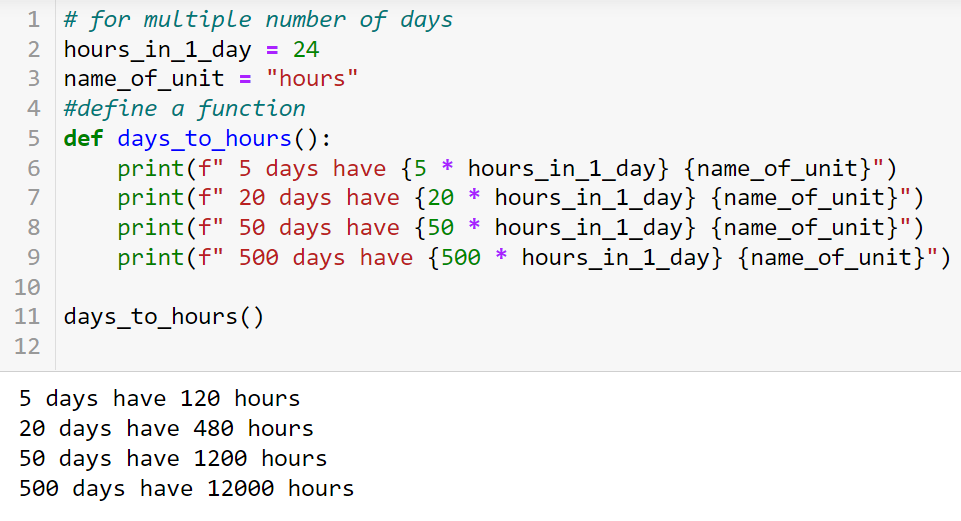 1 # for multiple number of days
2 hours_in_1_day = 24
3 name_of_unit = "hours"
4 #define a function
5 def days_to_hours():
6     print(f" 5 days have {5 * hours_in_1_day} {name_of_unit}")
7     print(f" 20 days have {20 * hours_in_1_day} {name_of_unit}")
8     print(f" 50 days have {50 * hours_in_1_day} {name_of_unit}")
9     print(f" 500 days have {500 * hours_in_1_day} {name_of_unit}")
10
11 days_to_hours()
12
5 days have 120 hours
20 days have 480 hours
50 days have 1200 hours
500 days have 12000 hours